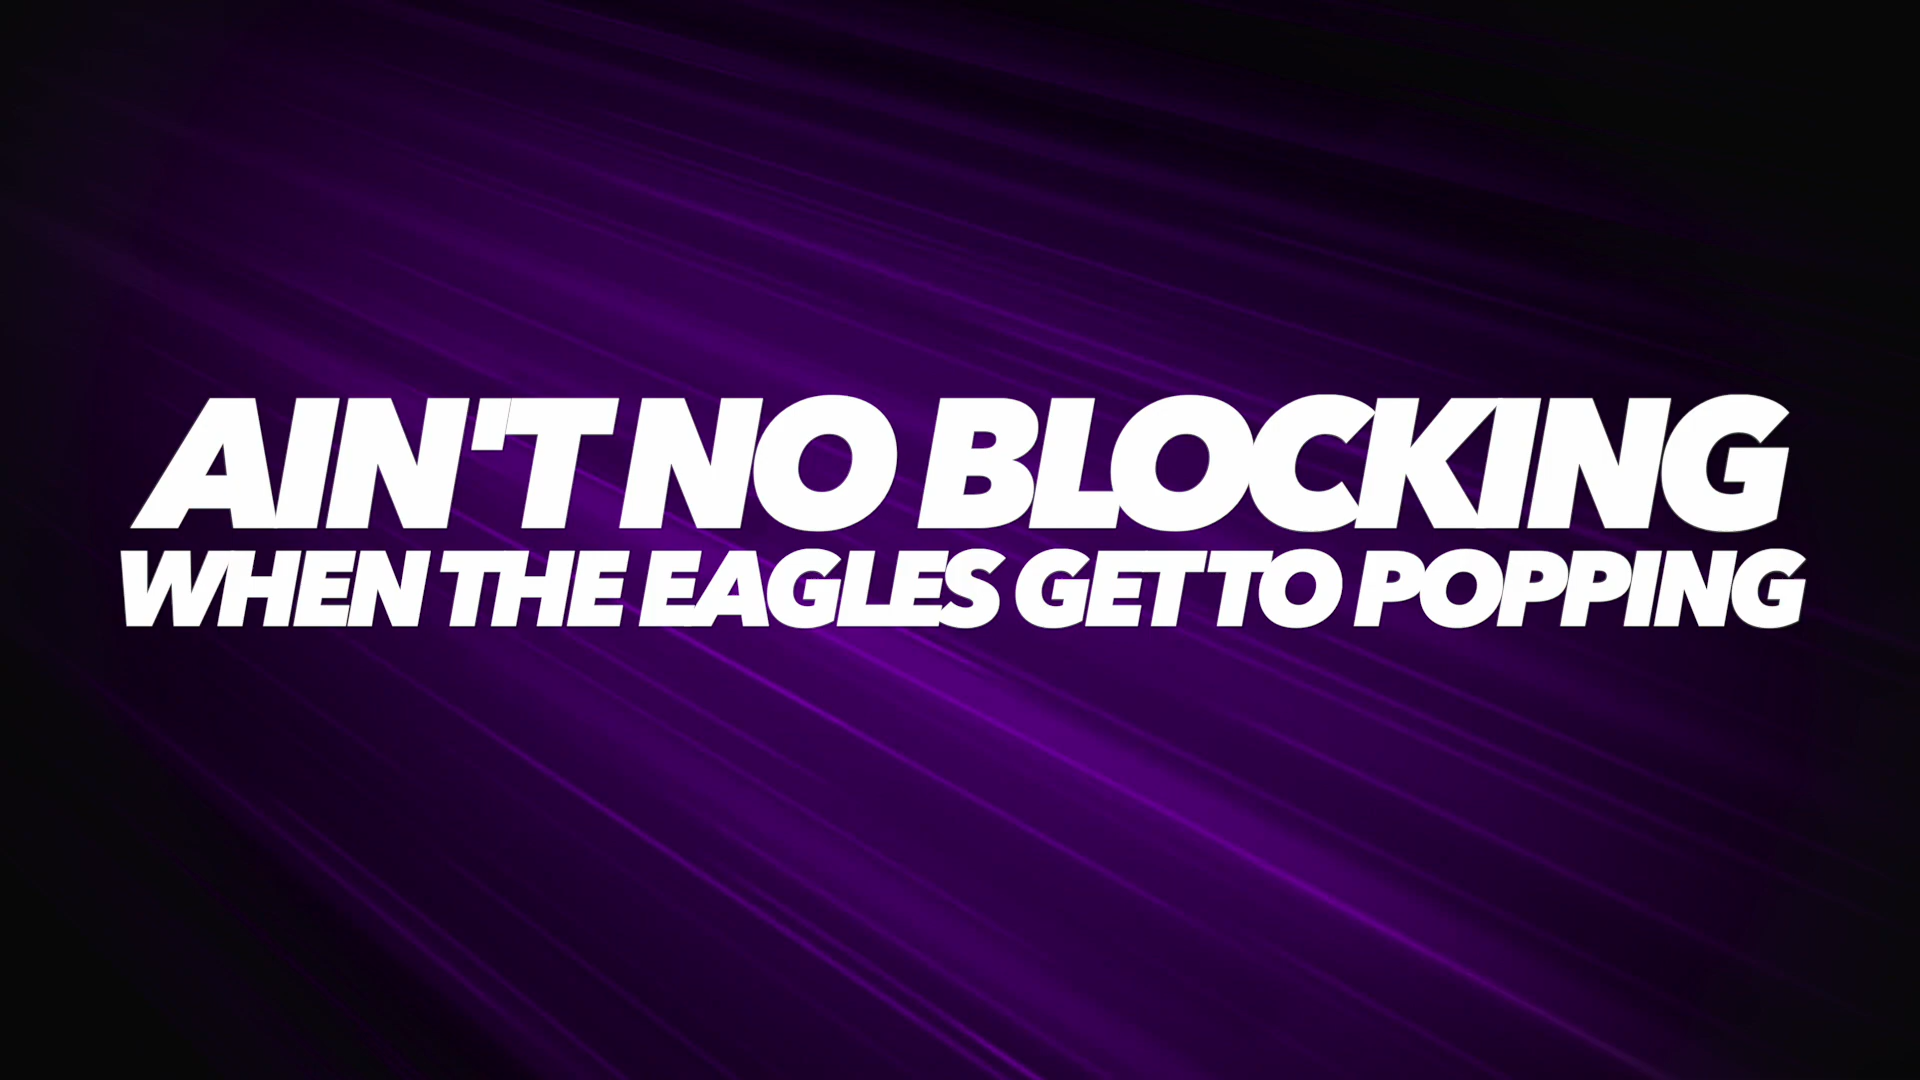 AIN'T NO BLOCKING
WHEN THE EAGLES GET TO POPPING